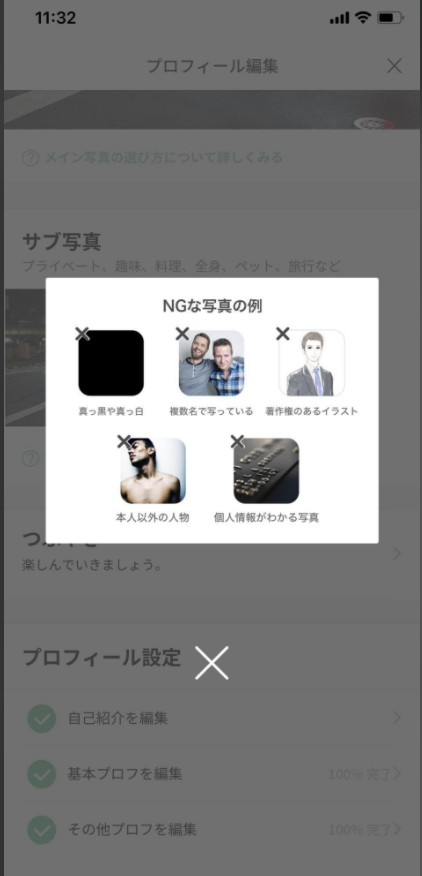 11:32
プロフィール編集
メイン写真の選び方について詳しくみる
サブ写真
プライベート、趣味、料理、全身、ペット、旅行など
NGな写真の例
真っ黒や真っ白
複数名で写っている
著作権のあるイラスト
本人以外の人物
個人情報がわかる写真
楽しんでいきましょう。
プロフィール設定
自己紹介を編集
基本プロフを編集
100% 完了
その他プロフを編集
100% 完了